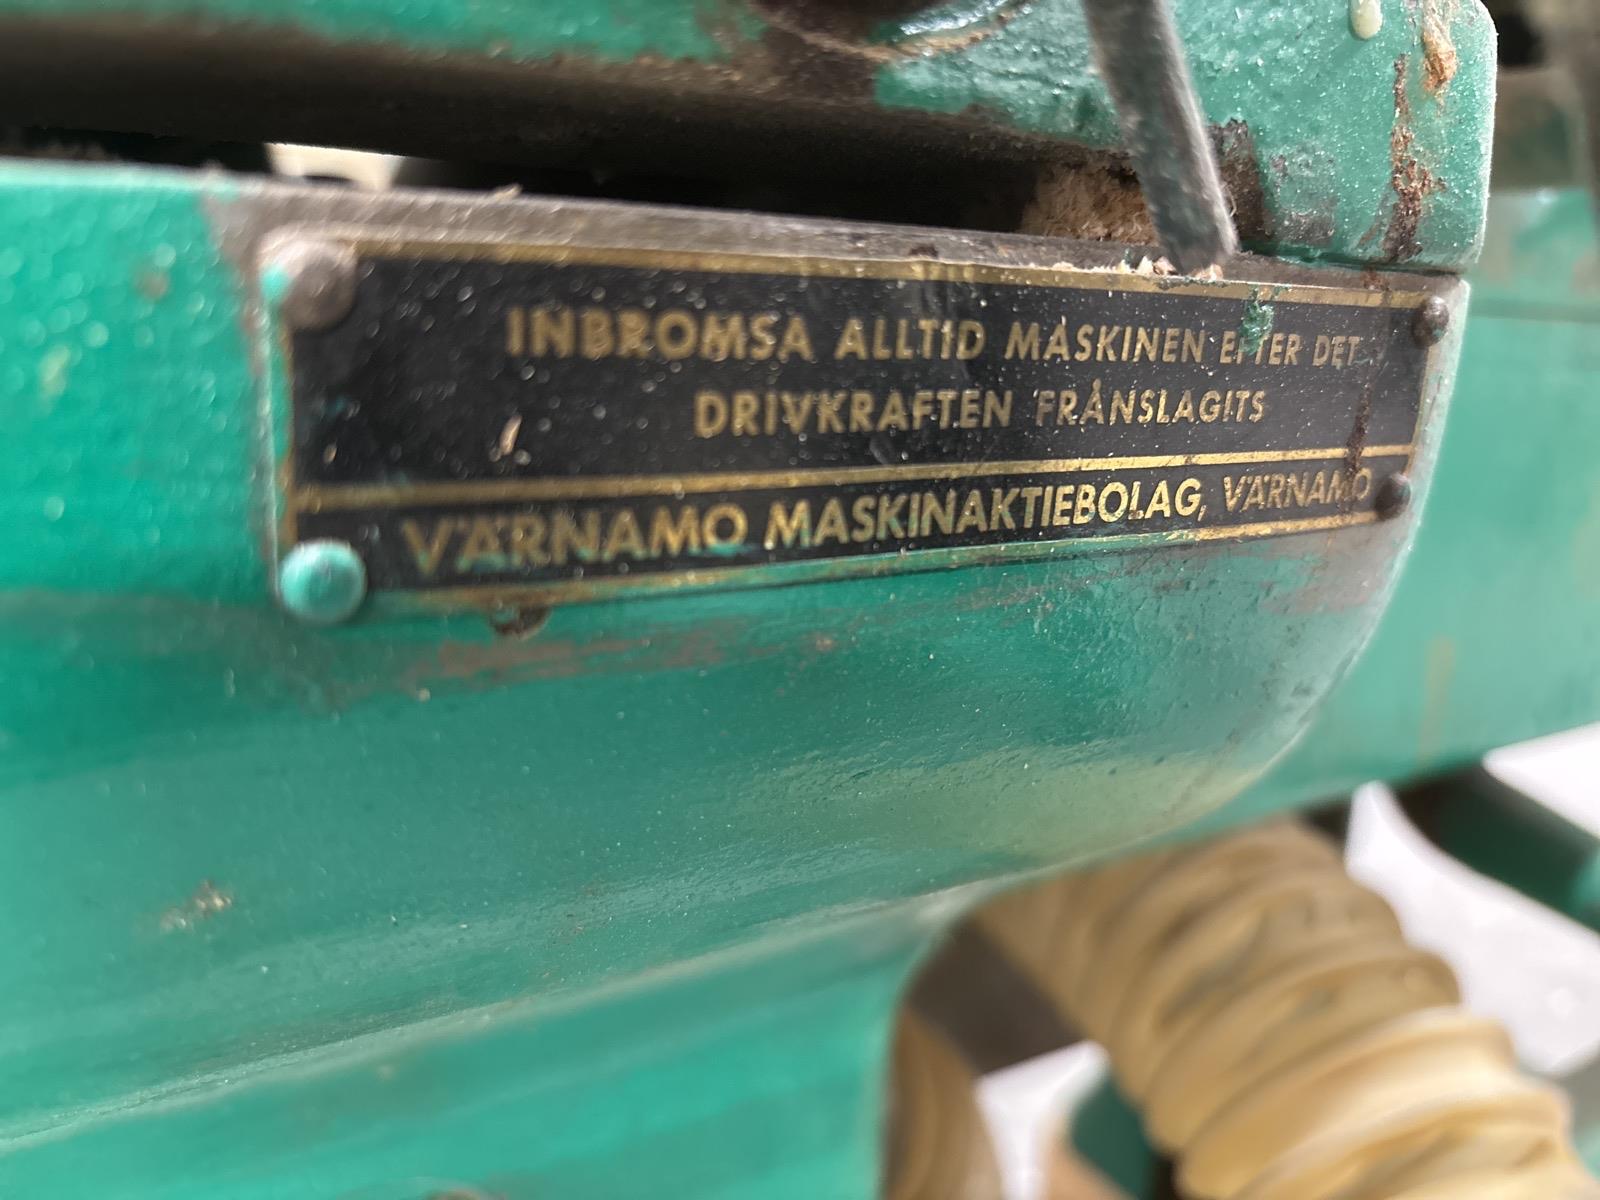 INBROMSA ALLTID MASKINEN EFTER DET
DRIVKRAFTEN FRÅNSLAGITS
VÄRNAMO MASKINAKTIEBOLAG, VÄRNAMO